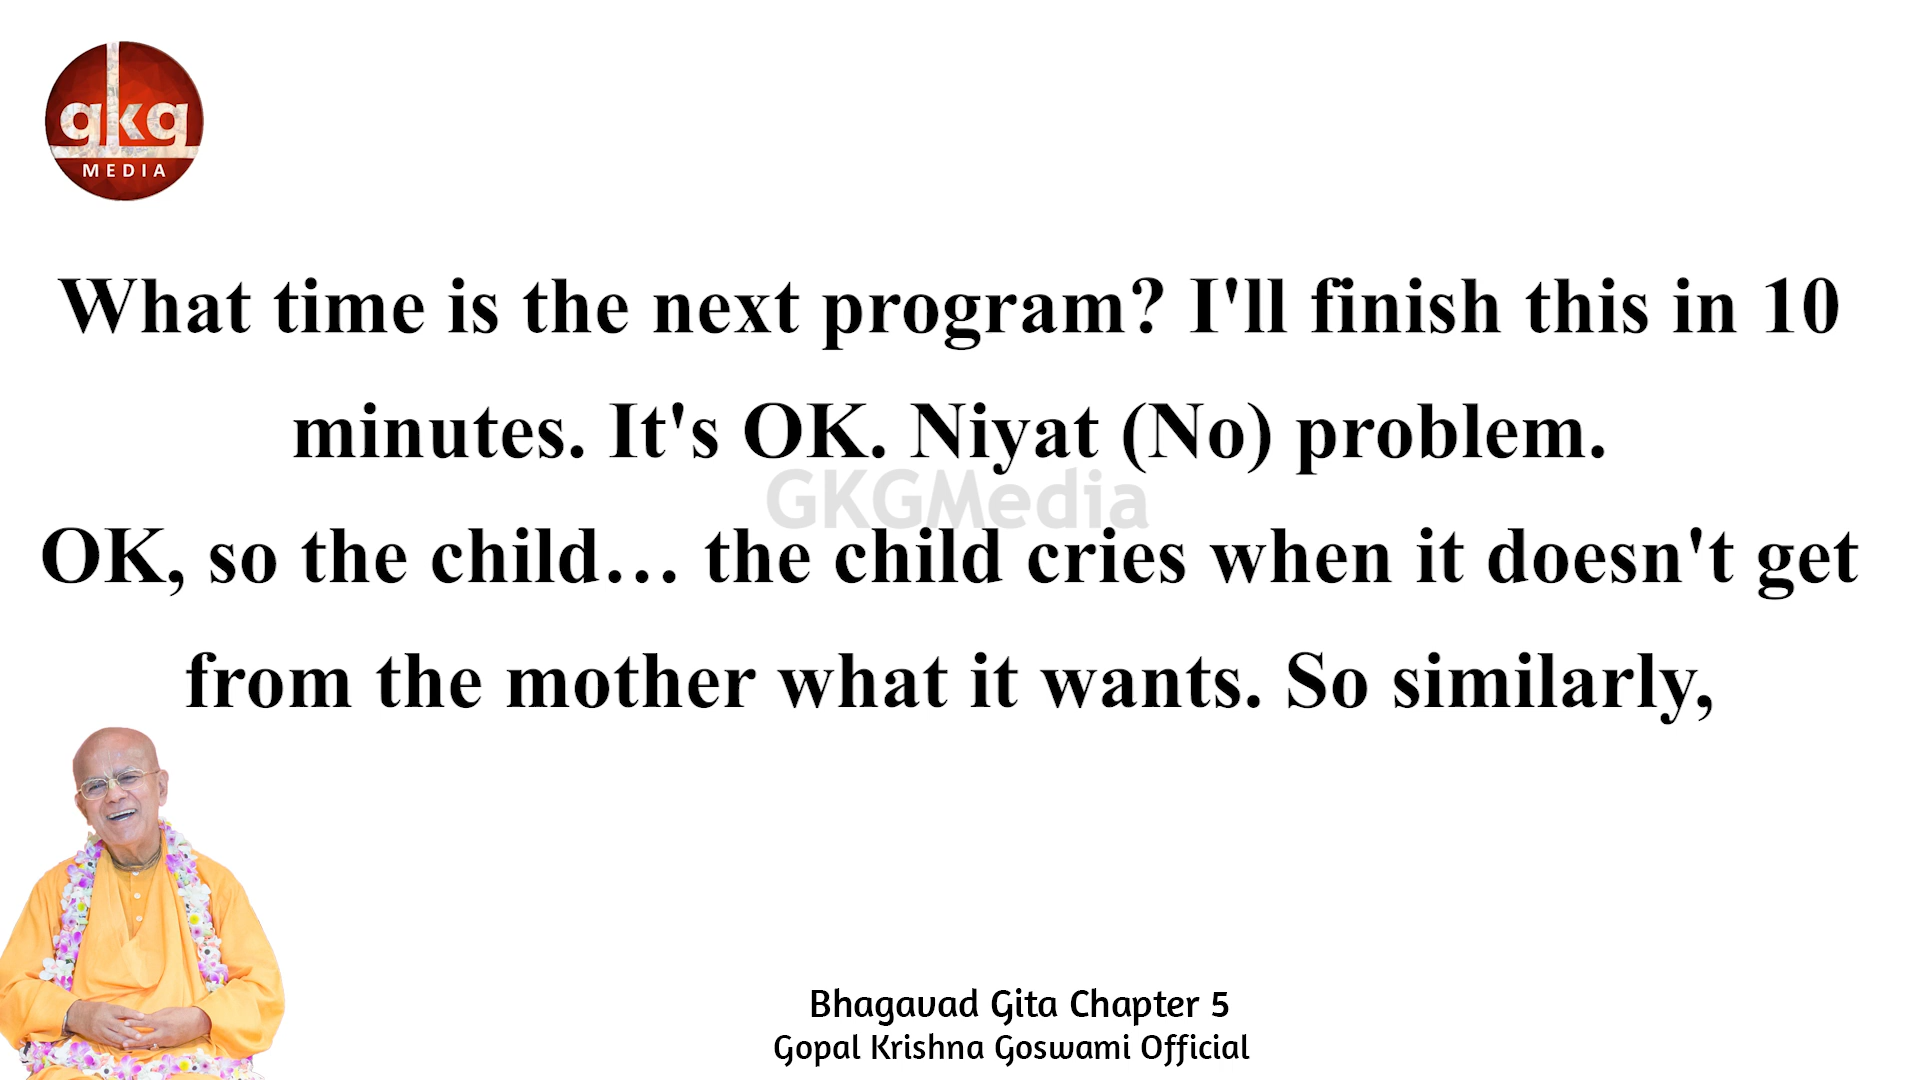 gkg
MEDIA
What time is the next program? I'll finish this in 10
minutes. It's OK. Niyat (No) problem.
GKGMedia
OK, so the child… the child cries when it doesn't get
from the mother what it wants. So similarly,
Bhagavad Gita Chapter 5
Gopal Krishna Goswami Official